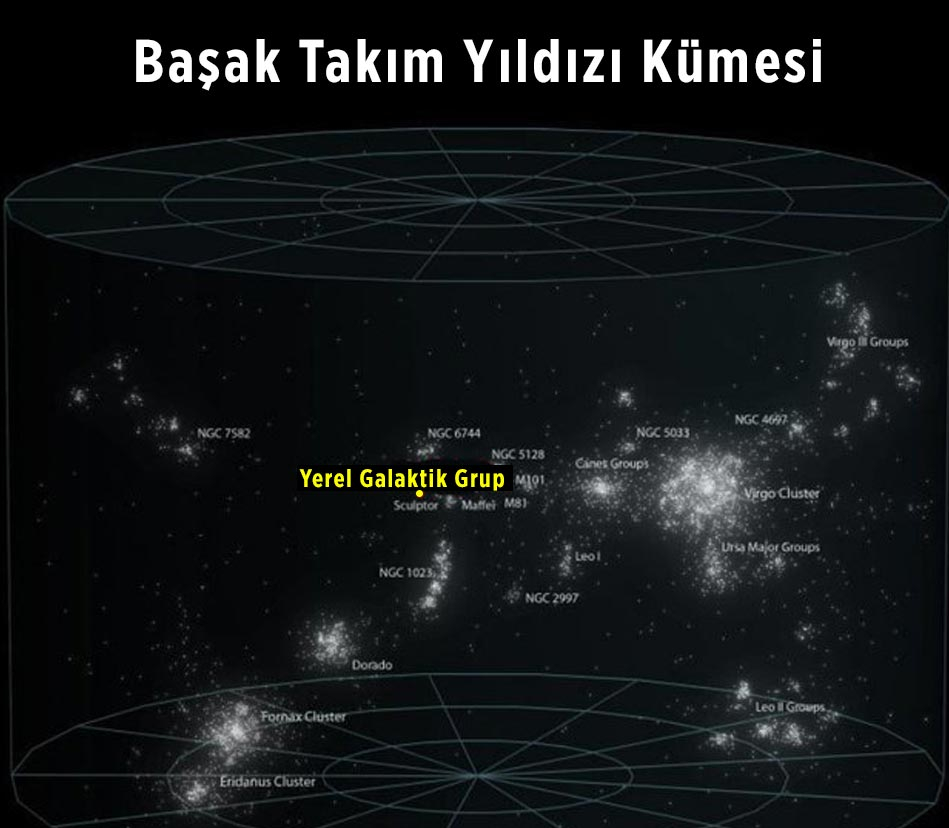 Başak Takım Yıldızı Kümesi
Virgo III Groups
NGC 7582
NGC 6744
NGC 5033
NGC 4697
NGC 5128
Canes Groups
Yerel Galaktik Grup
M101
Virgo Cluster
Sculptor
Maffei
M81
Ursa Major Groups
Leo I
NGC 1023
NGC 2997
Dorado
Leo II Groups
Fornax Cluster
Eridanus Cluster